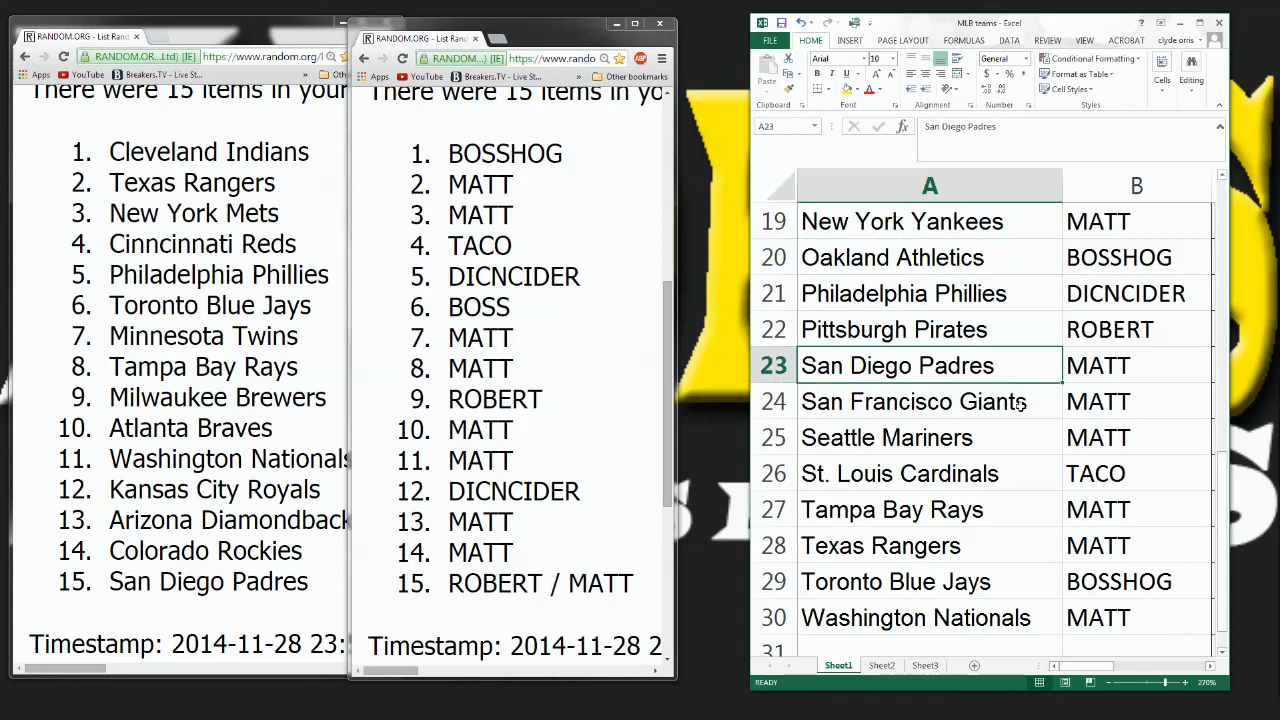 RANDOM.ORG - List Ran
RANDOM.OR...Ltd) [IE]
https://www.random.org/l
Apps
YouTube
Breakers.TV - Live St...
Other
There were 15 items in your
1. Cleveland Indians
2. Texas Rangers
3. New York Mets
4. Cinncinnati Reds
5. Philadelphia Phillies
6. Toronto Blue Jays
7. Minnesota Twins
8. Tampa Bay Rays
9. Milwaukee Brewers
10. Atlanta Braves
11. Washington Nationals
12. Kansas City Royals
13. Arizona Diamondback
14. Colorado Rockies
15. San Diego Padres
Timestamp: 2014-11-28 23:
RANDOM.ORG - List Ran
RANDOM...) [IE]
https://www.rando
Apps
YouTube
Breakers.TV - Live St...
»
Other bookmarks
There were 15 items in yo
1. BOSSHOG
2. MATT
3. MATT
4. TACO
5. DICNCIDER
6. BOSS
7. MATT
8. MATT
9. ROBERT
10. MATT
11. MATT
12. DICNCIDER
13. MATT
14. MATT
15. ROBERT / MATT
Timestamp: 2014-11-28 2
MLB teams - Excel
FILE HOME INSERT PAGE LAYOUT FORMULAS DATA REVIEW VIEW ACROBAT clyde orris
Paste
Clipboard
Arial 10
Font
Alignment
General
Number
Conditional Formatting
Format as Table
Cell Styles
Styles
Cells
Editing
A23
San Diego Padres
A B
19 New York Yankees MATT
20 Oakland Athletics BOSSHOG
21 Philadelphia Phillies DICNCIDER
22 Pittsburgh Pirates ROBERT
23 San Diego Padres MATT
24 San Francisco Giants MATT
25 Seattle Mariners MATT
26 St. Louis Cardinals TACO
27 Tampa Bay Rays MATT
28 Texas Rangers MATT
29 Toronto Blue Jays BOSSHOG
30 Washington Nationals MATT
31
Sheet1 Sheet2 Sheet3
READY
270%